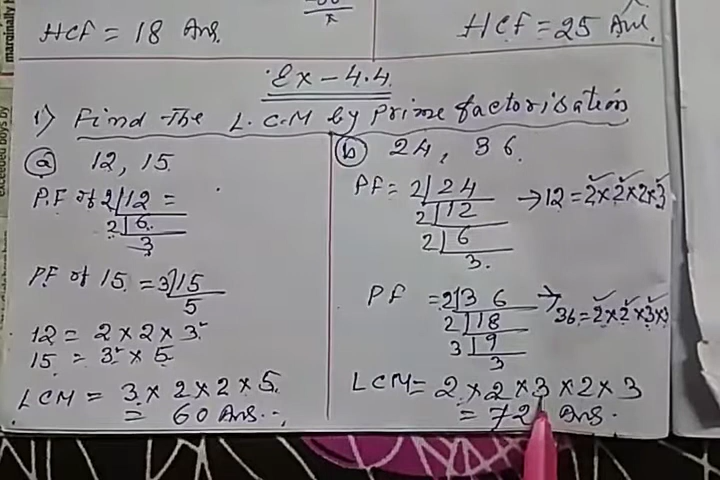 HCF = 18 Ans.
HCF = 25 Ans.
Ex - 4.4
1) Find the L.C.M by Prime factorisation
(a) 12, 15.
P.F of 2|12 =
2|6
3
PF of 15 = 3|15
5
12 = 2 × 2 × 3
15 = 3 × 5
LCM = 3 × 2 × 2 × 5
= 60 Ans.
(b) 24, 36.
PF = 2|24 → 12 = 2×2×2×3
2|12
2|6
3.
PF = 2|36 → 36 = 2×2×3×3
2|18
3|9
3
LCM = 2 × 2 × 3 × 2 × 3
= 72 Ans.
marginally
exceeded boys by